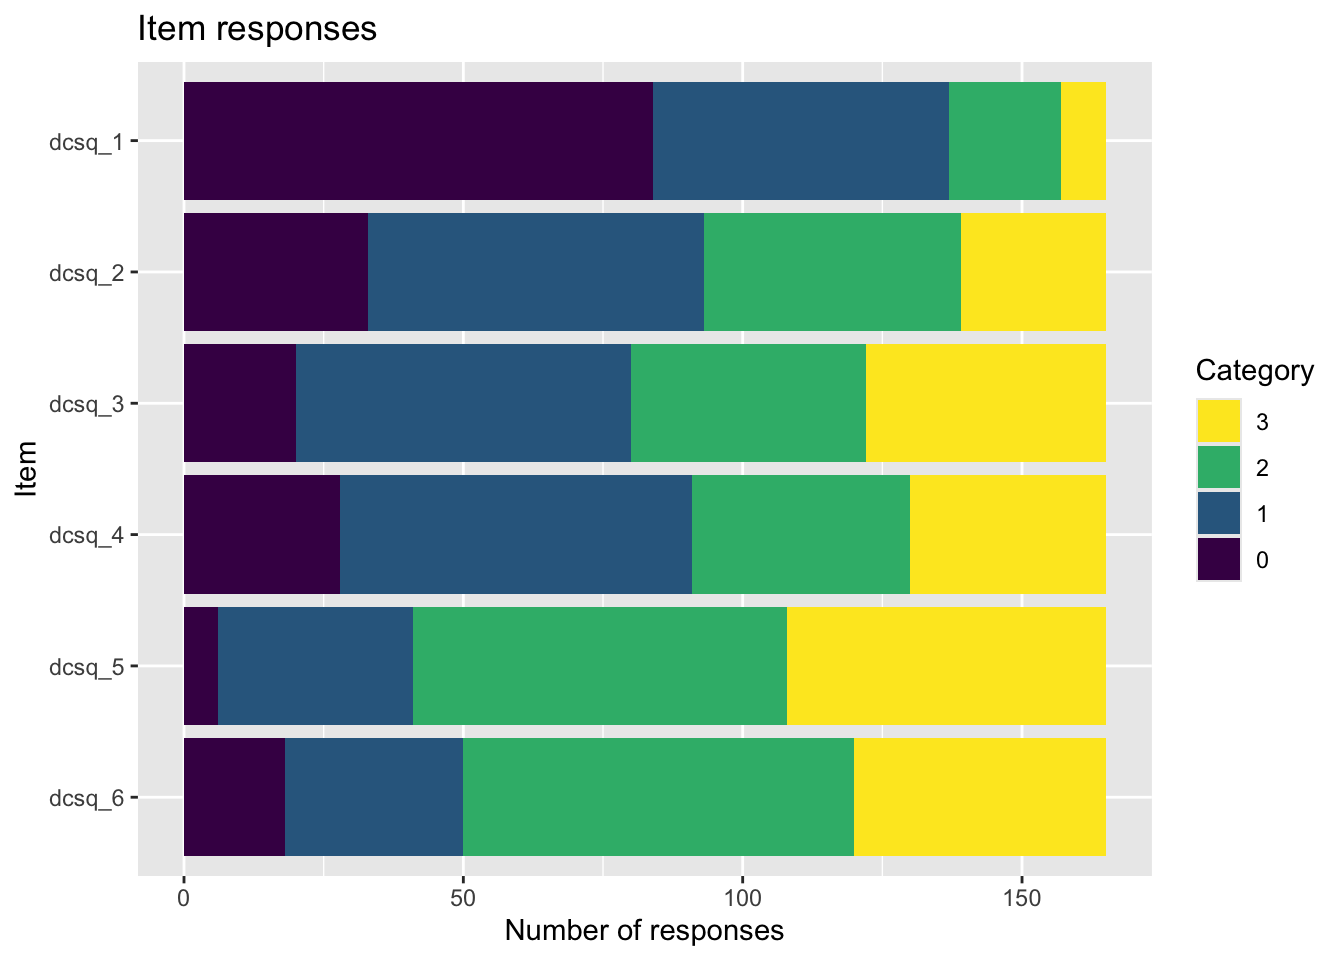 Item responses
dcsq_1
dcsq_2
dcsq_3
dcsq_4
dcsq_5
dcsq_6
Item
0 50 100 150
Number of responses
Category
3
2
1
0